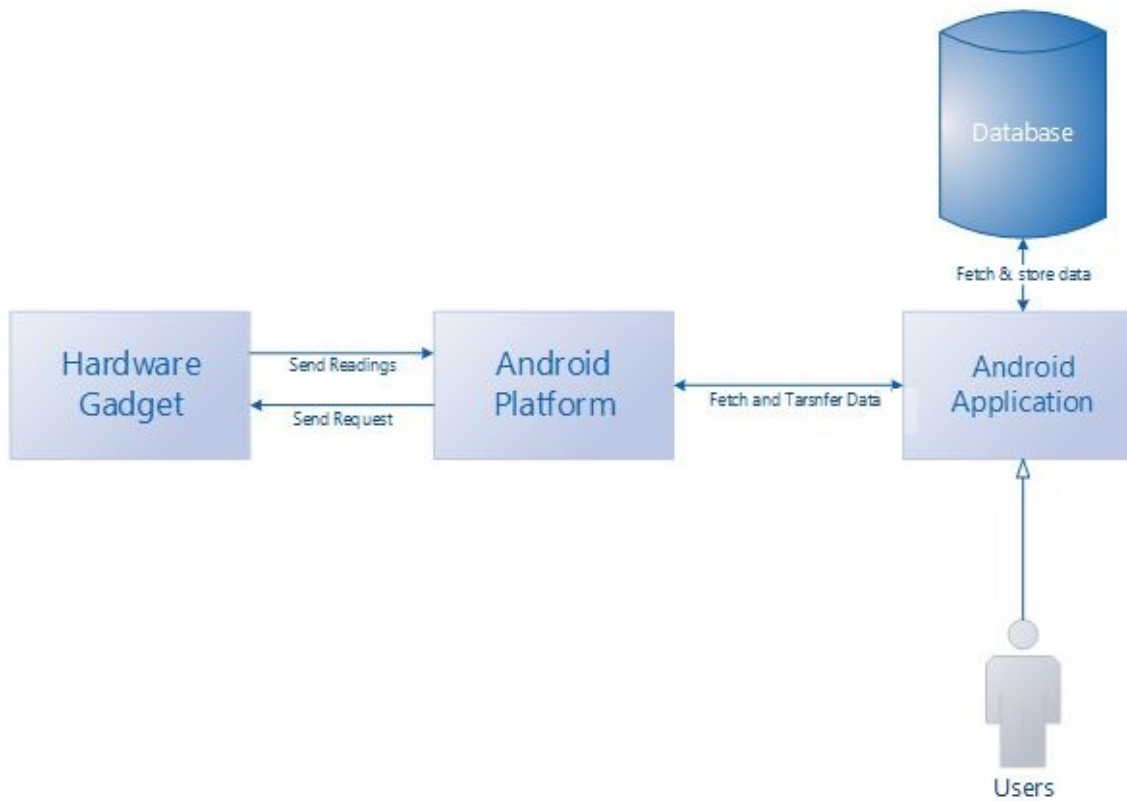 Database
Fetch & store data
Hardware
Gadget
Send Readings
Send Request
Android
Platform
Fetch and Tarsnfer Data
Android
Application
Users